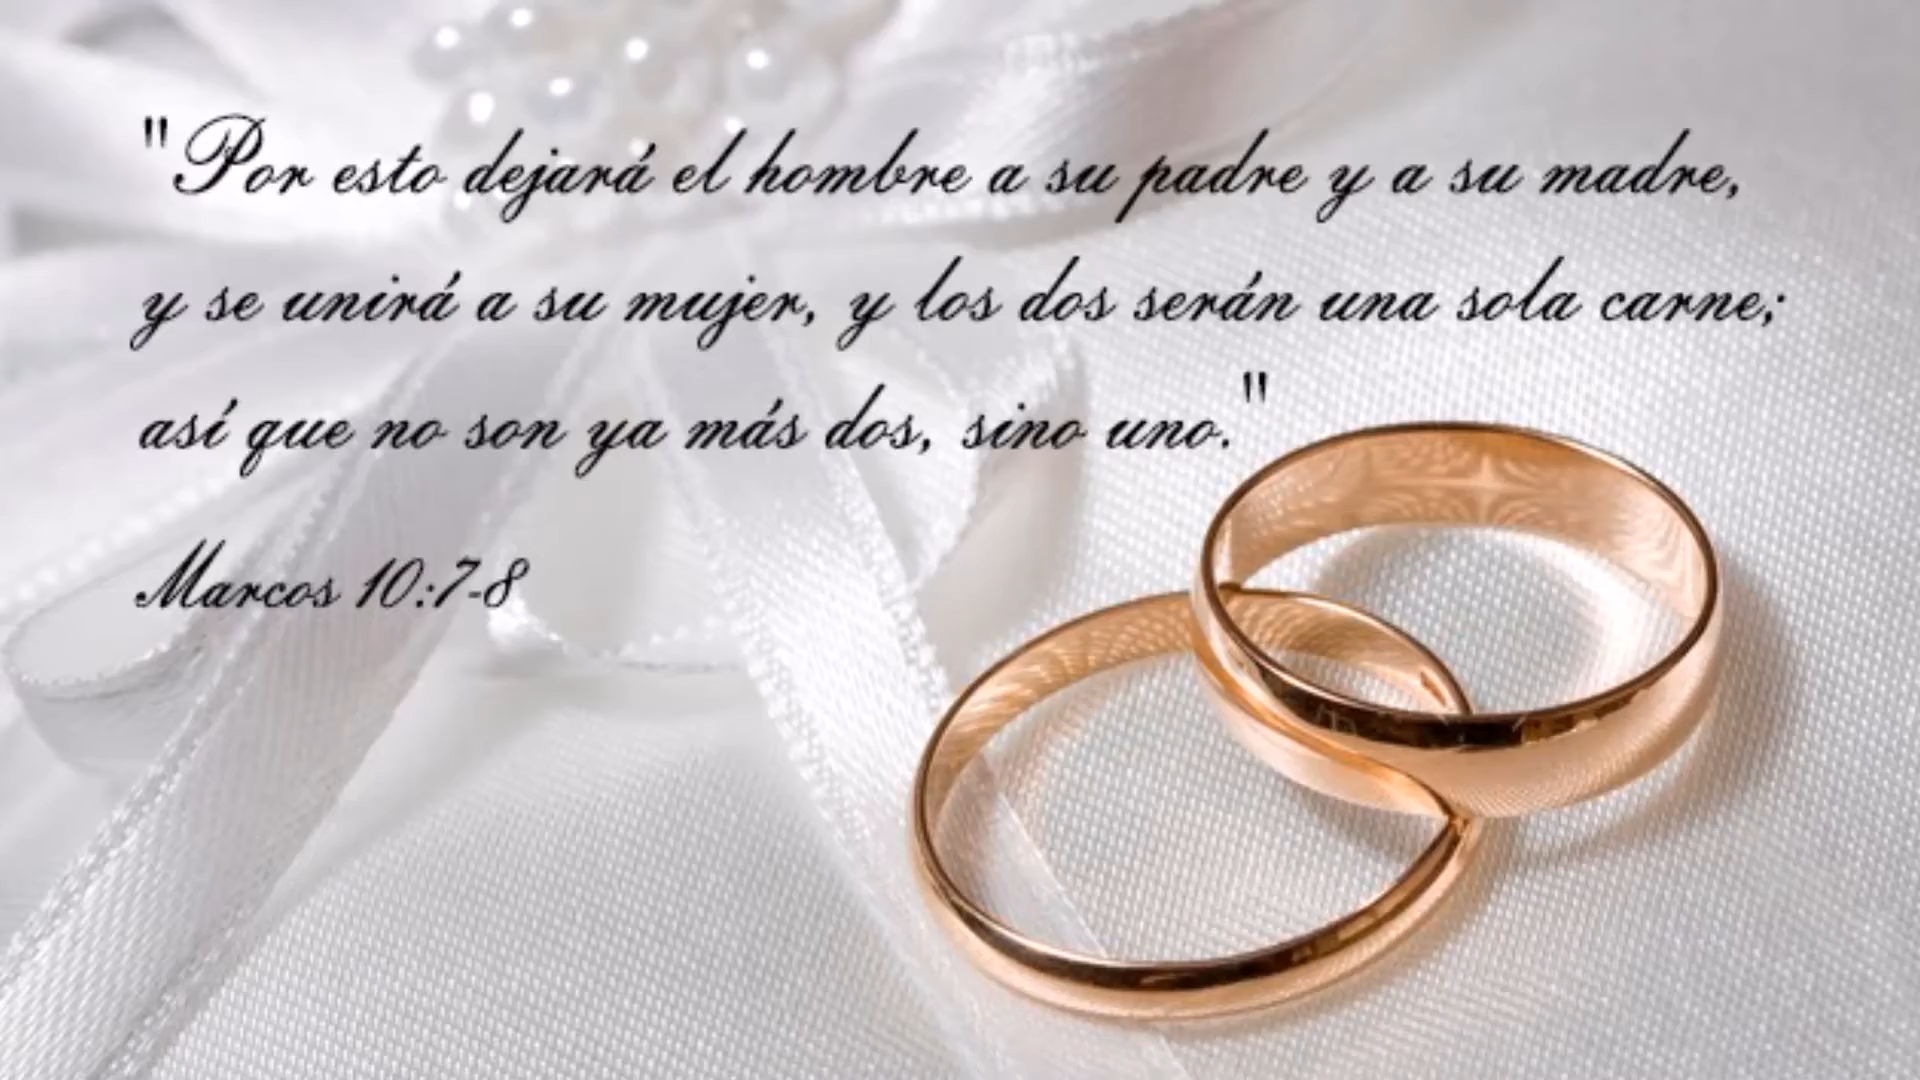 "Por esto dejará el hombre a su padre y a su madre,
y se unirá a su mujer, y los dos serán una sola carne;
así que no son ya más dos, sino uno."
Marcos 10:7-8